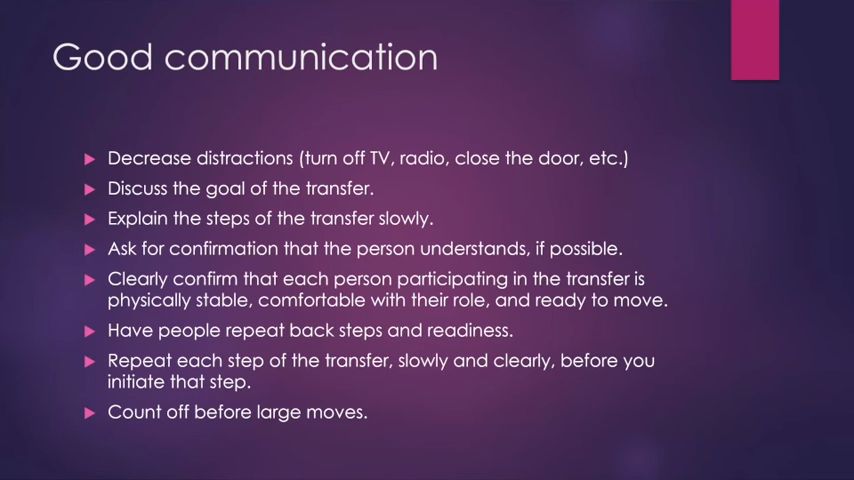 Good communication
Decrease distractions (turn off TV, radio, close the door, etc.)
Discuss the goal of the transfer.
Explain the steps of the transfer slowly.
Ask for confirmation that the person understands, if possible.
Clearly confirm that each person participating in the transfer is
physically stable, comfortable with their role, and ready to move.
Have people repeat back steps and readiness.
Repeat each step of the transfer, slowly and clearly, before you
initiate that step.
Count off before large moves.